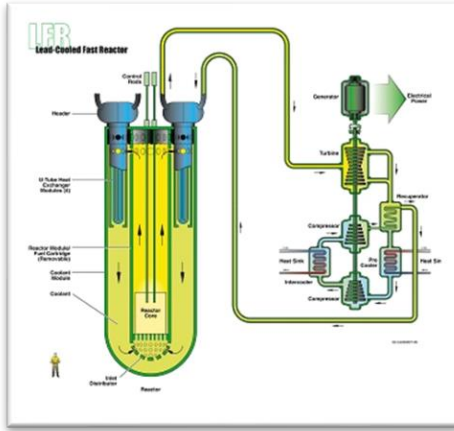 LFR
Lead-Cooled Fast Reactor
Control
Rods
Header
U Tube Heat
Exchanger
Modules (4)
Reactor Module/
Fuel Cartridge
(Removable)
Coolant
Module
Coolant
Reactor
Core
Inlet
Distributor
Reactor
Generator
Electrical
Power
Turbine
Recuperator
Compressor
Heat Sink
Pre
Cooler
Heat Sin
Intercooler
Compressor